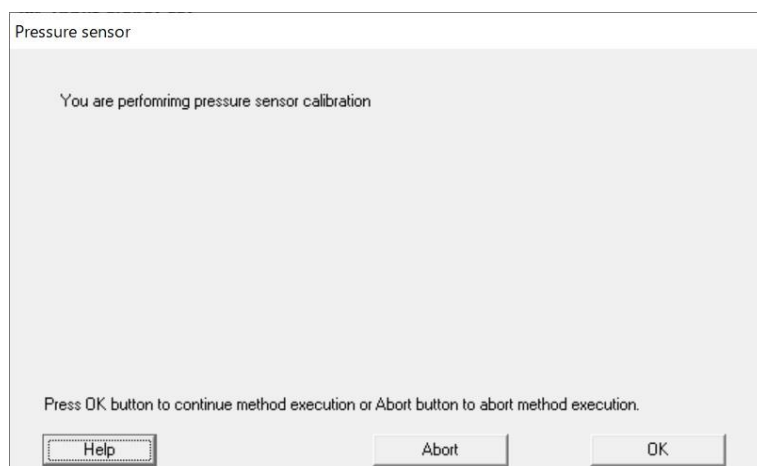 Pressure sensor
You are perfomrimg pressure sensor calibration
Press OK button to continue method execution or Abort button to abort method execution.
Help Abort OK